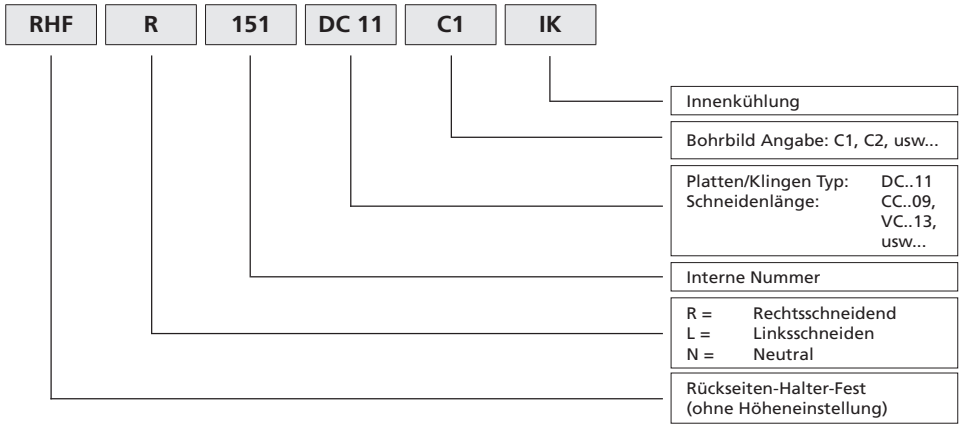 RHF R 151 DC 11 C1 IK
Innenkühlung
Bohrbild Angabe: C1, C2, usw...
Platten/Klingen Typ: DC..11
Schneidenlänge: CC..09,
VC..13,
usw...
Interne Nummer
R = Rechtsschneidend
L = Linksschneiden
N = Neutral
Rückseiten-Halter-Fest
(ohne Höheneinstellung)